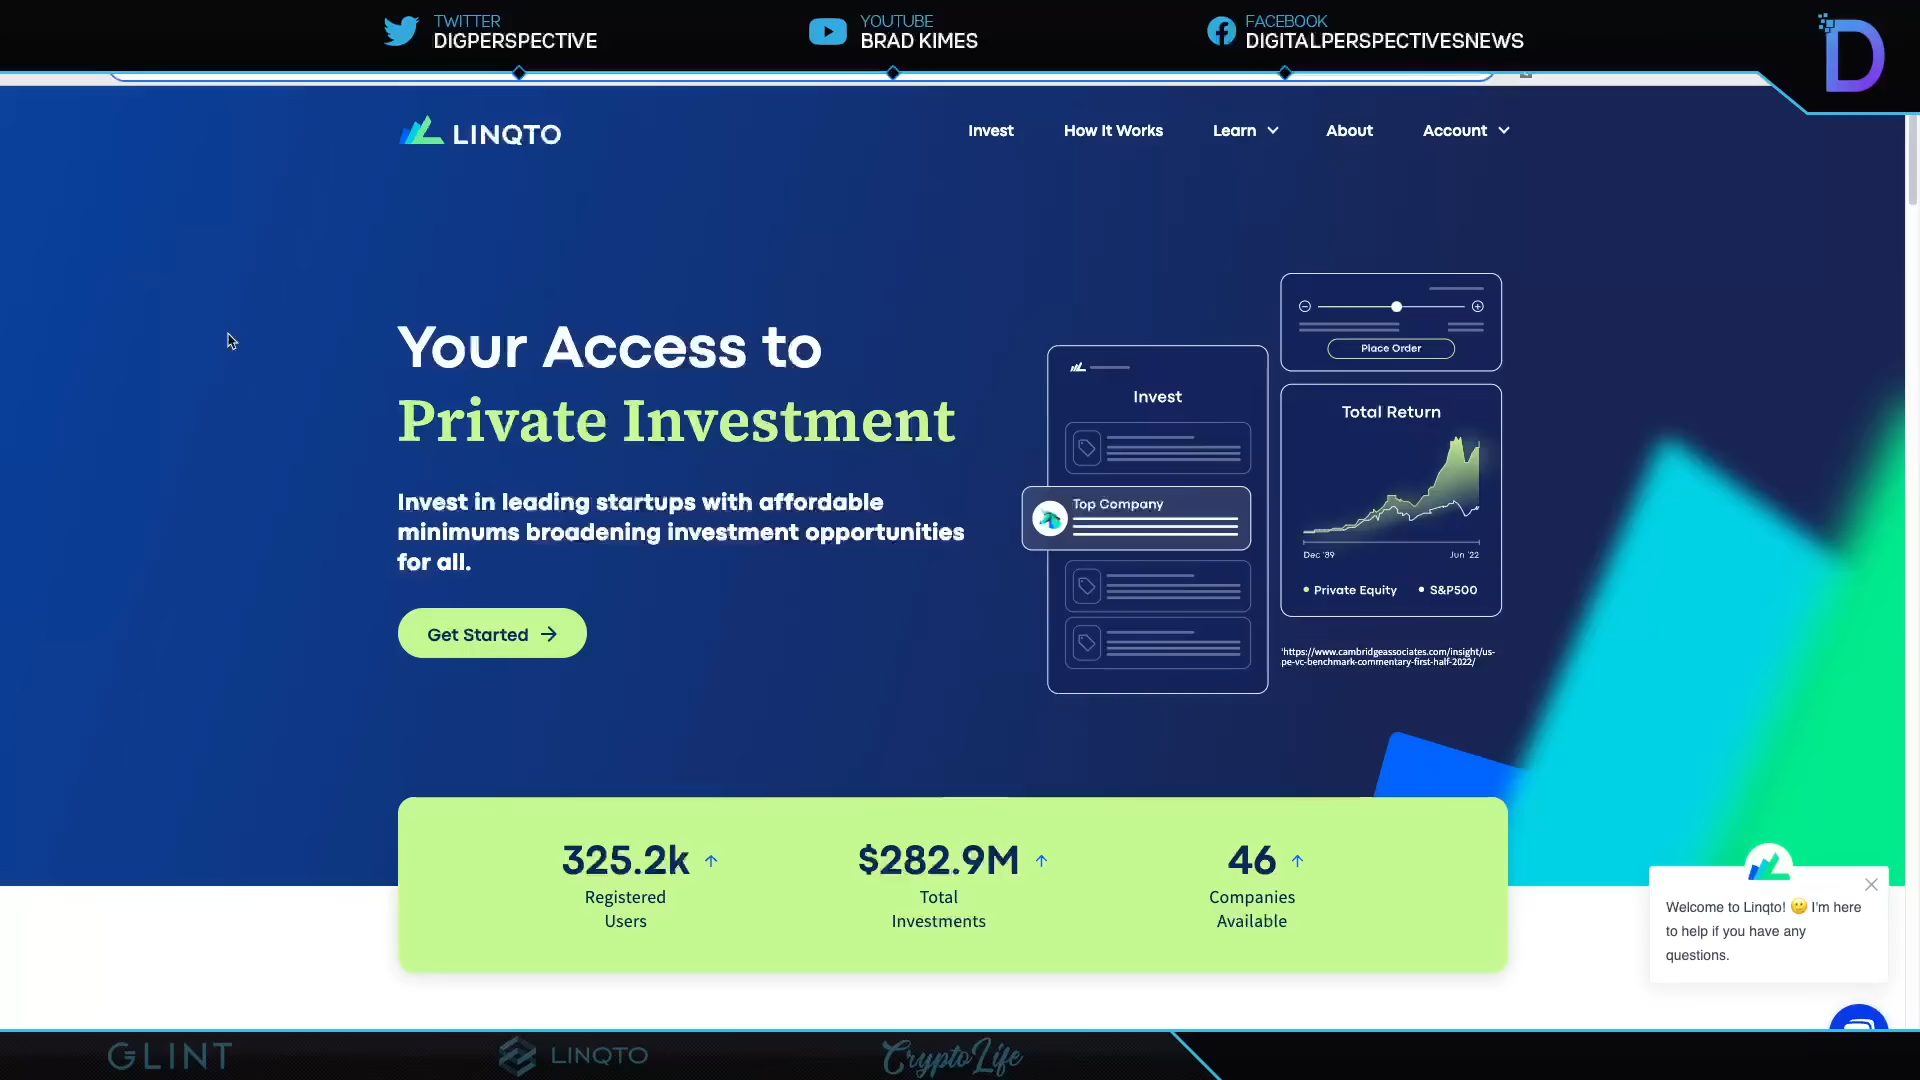 TWITTER
DIGPERSPECTIVE
YOUTUBE
BRAD KIMES
FACEBOOK
DIGITALPERSPECTIVESNEWS
D
LINQTO
Invest
How It Works
Learn
About
Account
Your Access to
Private Investment
Invest in leading startups with affordable
minimums broadening investment opportunities
for all.
Get Started
Invest
Top Company
Place Order
Total Return
Dec '89
Jun '22
Private Equity
S&P500
'https://www.cambridgeassociates.com/insight/us-
pe-vc-benchmark-commentary-first-half-2022/
325.2k
Registered
Users
$282.9M
Total
Investments
46
Companies
Available
Welcome to Linqto! 🙂 I'm here
to help if you have any
questions.
GLINT
LINQTO
CryptoLife